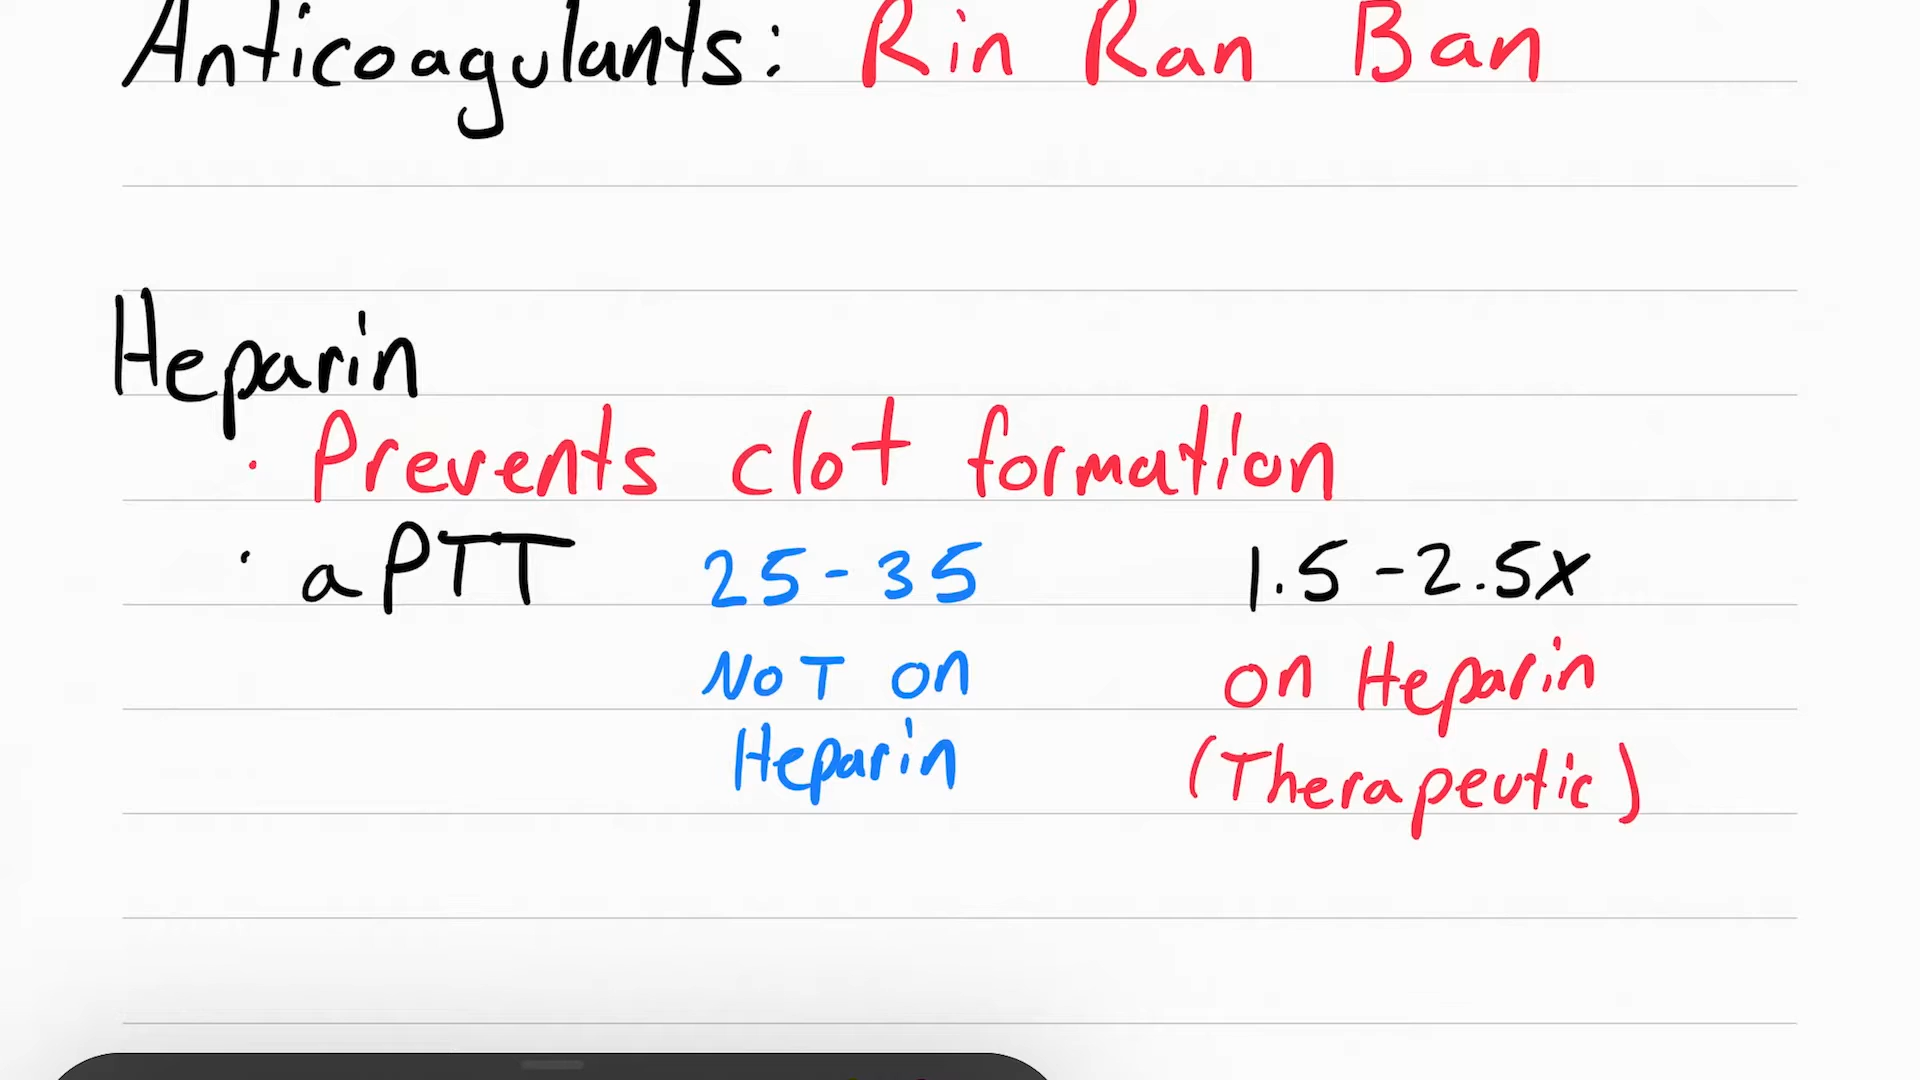 Anticoagulants: Rin Ran Ban
Heparin
· Prevents clot formation
· aPTT 25-35 1.5-2.5x
NOT on on Heparin
Heparin (Therapeutic)